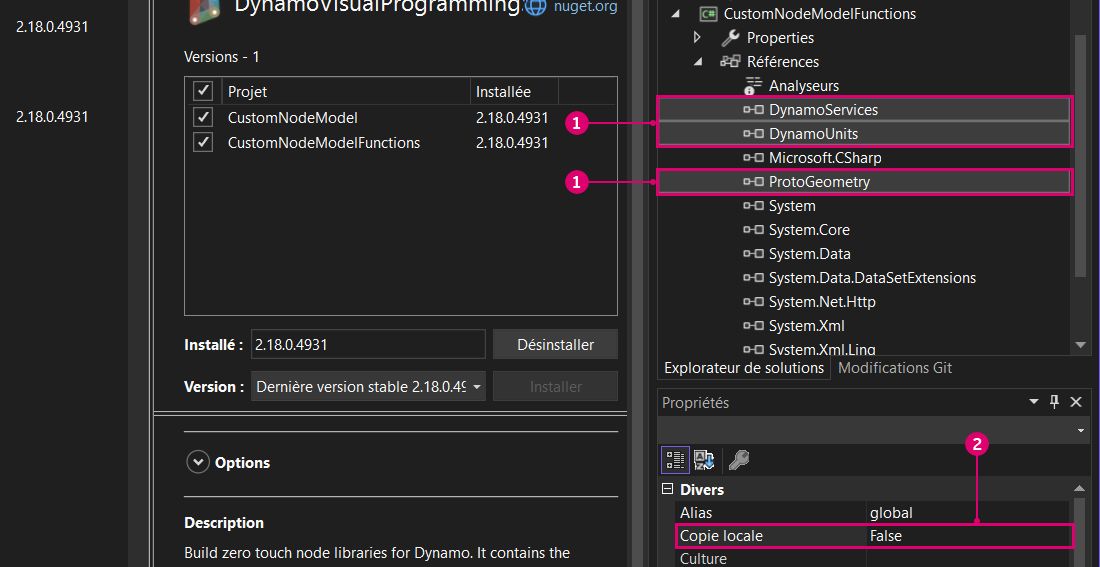 2.18.0.4931
2.18.0.4931
DynamoVisualProgramming.
nuget.org
Versions - 1
Projet Installée
CustomNodeModel 2.18.0.4931
CustomNodeModelFunctions 2.18.0.4931
Installé : 2.18.0.4931 Désinstaller
Version : Dernière version stable 2.18.0.49 Installer
Options
Description
Build zero touch node libraries for Dynamo. It contains the
1
1
C# CustomNodeModelFunctions
Properties
Références
Analyseurs
DynamoServices
DynamoUnits
Microsoft.CSharp
ProtoGeometry
System
System.Core
System.Data
System.Data.DataSetExtensions
System.Net.Http
System.Xml
System.Xml.Linq
Explorateur de solutions Modifications Git
Propriétés
2
Divers
Alias global
Copie locale False
Culture